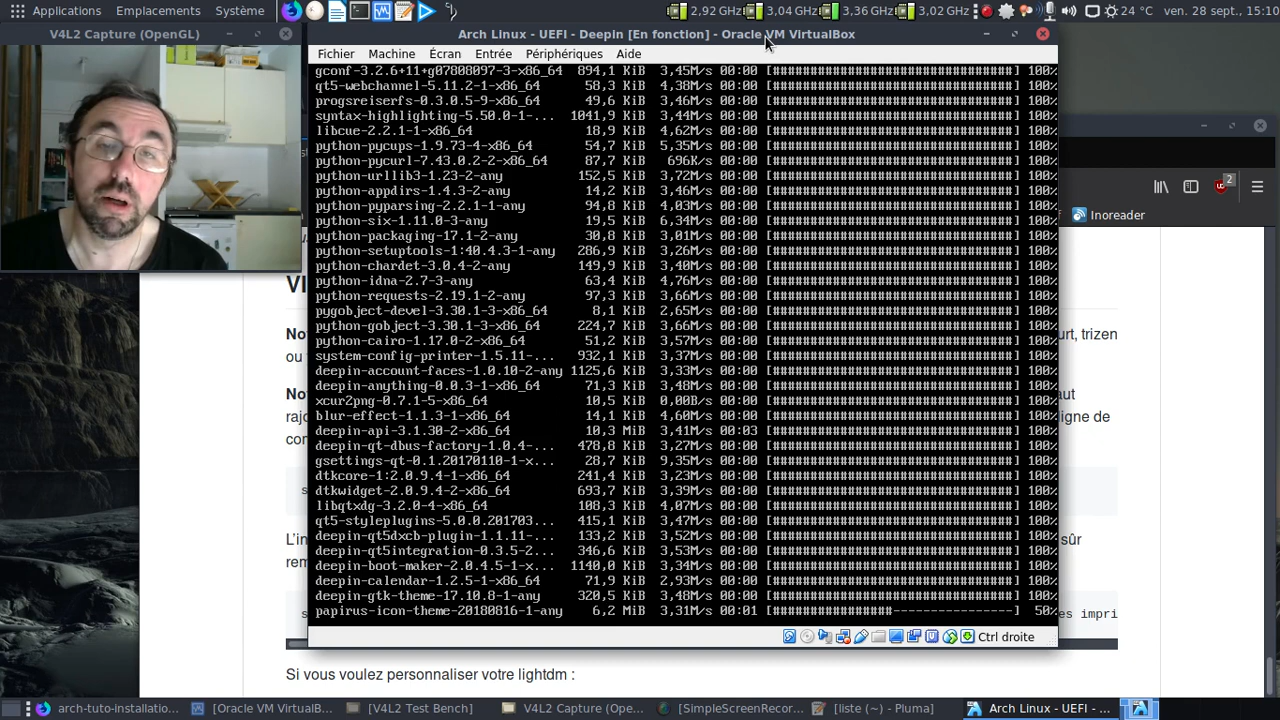 Applications Emplacements Système 2,92 GHz 3,04 GHz 3,36 GHz 3,02 GHz 24 °C ven. 28 sept., 15:10
V4L2 Capture (OpenGL)
Arch Linux - UEFI - Deepin [En fonction] - Oracle VM VirtualBox
Fichier Machine Écran Entrée Périphériques Aide
gconf-3.2.6+11+g07808097-3-x86_64 894,1 KiB 3,45M/s 00:00 [################################] 100%
qt5-webchannel-5.11.2-1-x86_64 58,3 KiB 4,38M/s 00:00 [################################] 100%
progsreiserfs-0.3.0.5-9-x86_64 49,6 KiB 3,46M/s 00:00 [################################] 100%
syntax-highlighting-5.50.0-1-... 1041,9 KiB 3,44M/s 00:00 [################################] 100%
libcue-2.2.1-1-x86_64 18,9 KiB 4,62M/s 00:00 [################################] 100%
python-pycups-1.9.73-4-x86_64 54,7 KiB 5,35M/s 00:00 [################################] 100%
python-pycurl-7.43.0.2-2-x86_64 87,7 KiB 696K/s 00:00 [################################] 100%
python-urllib3-1.23-2-any 152,5 KiB 3,72M/s 00:00 [################################] 100%
python-appdirs-1.4.3-2-any 14,2 KiB 3,46M/s 00:00 [################################] 100%
python-pyparsing-2.2.1-1-any 94,8 KiB 4,03M/s 00:00 [################################] 100%
python-six-1.11.0-3-any 19,5 KiB 6,34M/s 00:00 [################################] 100%
python-packaging-17.1-2-any 30,8 KiB 3,01M/s 00:00 [################################] 100%
python-setuptools-1:40.4.3-1-any 286,9 KiB 3,26M/s 00:00 [################################] 100%
python-chardet-3.0.4-2-any 149,9 KiB 3,40M/s 00:00 [################################] 100%
python-idna-2.7-3-any 63,4 KiB 4,76M/s 00:00 [################################] 100%
python-requests-2.19.1-2-any 97,3 KiB 3,66M/s 00:00 [################################] 100%
pygobject-devel-3.30.1-3-x86_64 8,1 KiB 2,65M/s 00:00 [################################] 100%
python-gobject-3.30.1-3-x86_64 224,7 KiB 3,66M/s 00:00 [################################] 100%
python-cairo-1.17.0-2-x86_64 51,2 KiB 3,57M/s 00:00 [################################] 100%
system-config-printer-1.5.11-... 932,1 KiB 3,37M/s 00:00 [################################] 100%
deepin-account-faces-1.0.10-2-any 1125,6 KiB 3,33M/s 00:00 [################################] 100%
deepin-anything-0.0.3-1-x86_64 71,3 KiB 3,48M/s 00:00 [################################] 100%
xcur2png-0.7.1-5-x86_64 10,5 KiB 0,00B/s 00:00 [################################] 100%
blur-effect-1.1.3-1-x86_64 14,1 KiB 4,60M/s 00:00 [################################] 100%
deepin-api-3.1.30-2-x86_64 10,3 MiB 3,41M/s 00:03 [################################] 100%
deepin-qt-dbus-factory-1.0.4-... 478,8 KiB 3,27M/s 00:00 [################################] 100%
gsettings-qt-0.1.20170110-1-x... 28,7 KiB 9,35M/s 00:00 [################################] 100%
dtkcore-1:2.0.9.4-1-x86_64 241,4 KiB 3,23M/s 00:00 [################################] 100%
dtkwidget-2.0.9.4-2-x86_64 693,7 KiB 3,39M/s 00:00 [################################] 100%
libqtxdg-3.2.0-4-x86_64 108,3 KiB 4,07M/s 00:00 [################################] 100%
qt5-styleplugins-5.0.0.201703... 415,1 KiB 3,47M/s 00:00 [################################] 100%
deepin-qt5dxcb-plugin-1.1.11-... 133,2 KiB 3,52M/s 00:00 [################################] 100%
deepin-qt5integration-0.3.5-2... 346,6 KiB 3,53M/s 00:00 [################################] 100%
deepin-boot-maker-2.0.4.5-1-x... 1140,0 KiB 3,34M/s 00:00 [################################] 100%
deepin-calendar-1.2.5-1-x86_64 71,9 KiB 2,93M/s 00:00 [################################] 100%
deepin-gtk-theme-17.10.8-1-any 320,5 KiB 3,48M/s 00:00 [################################] 100%
papirus-icon-theme-20180816-1-any 6,2 MiB 3,31M/s 00:01 [################----------------] 50%
Ctrl droite
2
Inoreader
urt, trizen
ou
aut
rajo
igne de
con
L'in
sûr
rem
es impri
Si vous voulez personnaliser votre lightdm :
arch-tuto-installatio... [Oracle VM VirtualB... [V4L2 Test Bench] V4L2 Capture (Ope... [SimpleScreenRecor... [liste (~) - Pluma] Arch Linux - UEFI - ...